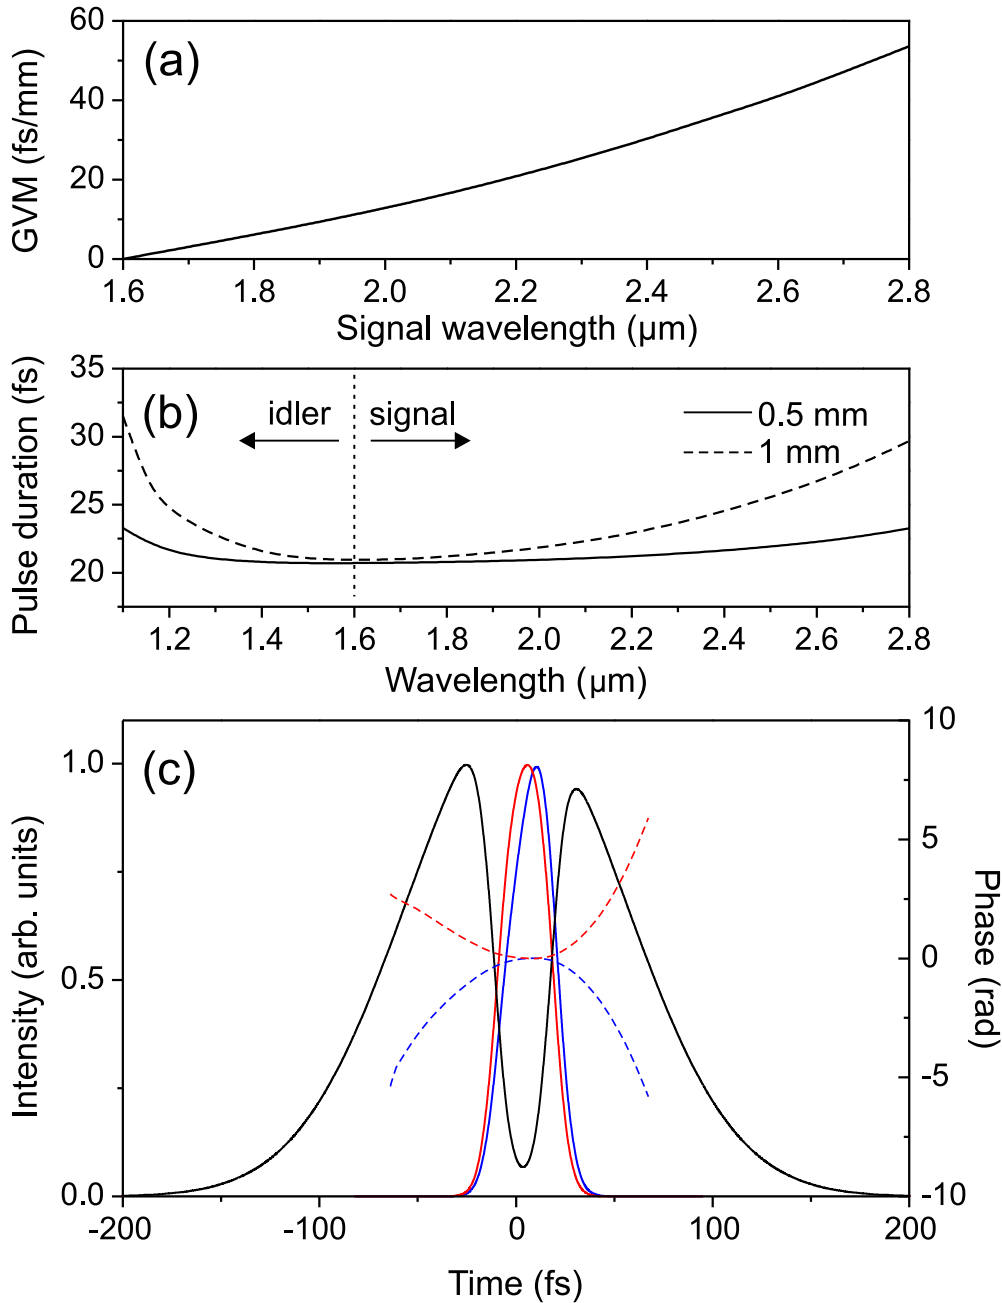 (a)
GVM (fs/mm)
60
40
20
0
1.6 1.8 2.0 2.2 2.4 2.6 2.8
Signal wavelength (µm)
(b)
Pulse duration (fs)
35
30
25
20
idler signal
0.5 mm
1 mm
1.2 1.4 1.6 1.8 2.0 2.2 2.4 2.6 2.8
Wavelength (µm)
(c)
Intensity (arb. units)
1.0
0.5
0.0
10
5
0
-5
-10
Phase (rad)
-200 -100 0 100 200
Time (fs)